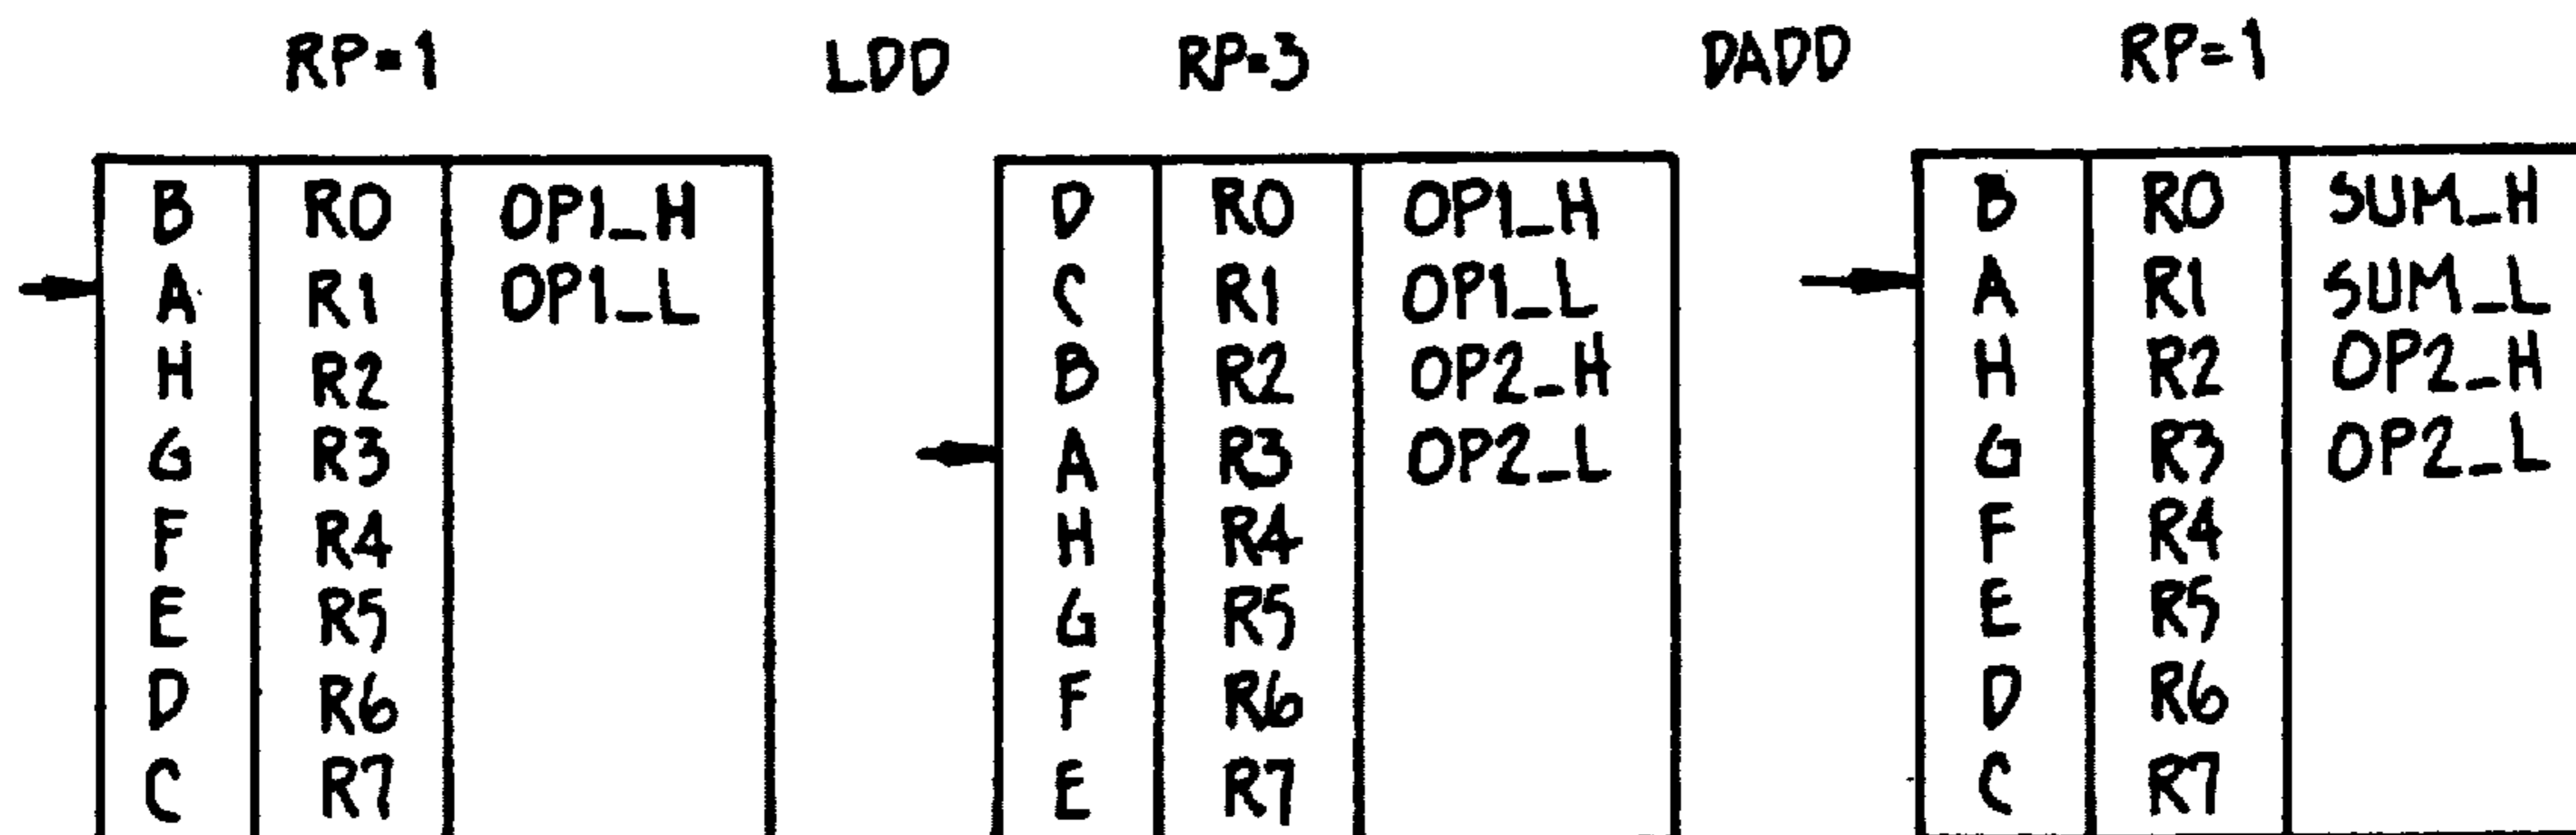 RP=1 LDD RP=3 DADD RP=1
B R0 OP1_H D R0 OP1_H B R0 SUM_H
A R1 OP1_L C R1 OP1_L A R1 SUM_L
H R2 B R2 OP2_H H R2 OP2_H
G R3 A R3 OP2_L G R3 OP2_L
F R4 H R4 F R4
E R5 G R5 E R5
D R6 F R6 D R6
C R7 E R7 C R7